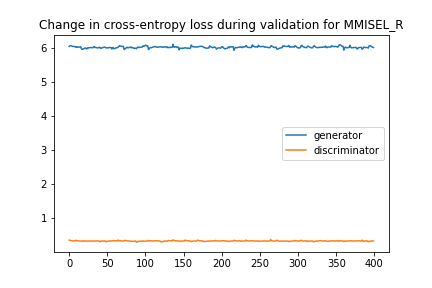 Change in cross-entropy loss during validation for MMISEL_R
6
5
4
3
2
1
generator
discriminator
0 50 100 150 200 250 300 350 400